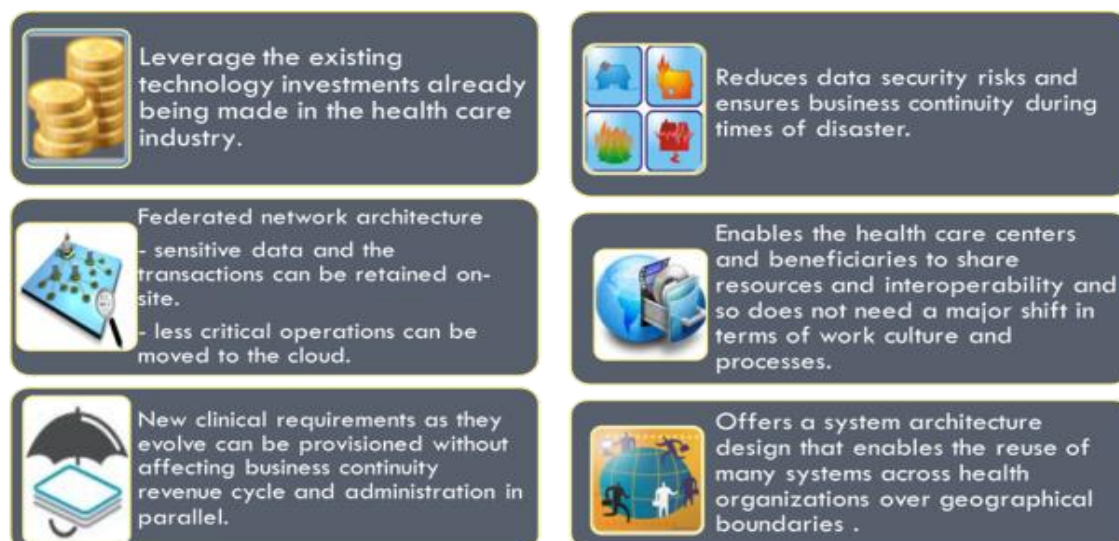 Leverage the existing
technology investments already
being made in the health care
industry.
Federated network architecture
- sensitive data and the
transactions can be retained on-
site.
- less critical operations can be
moved to the cloud.
New clinical requirements as they
evolve can be provisioned without
affecting business continuity
revenue cycle and administration in
parallel.
Reduces data security risks and
ensures business continuity during
times of disaster.
Enables the health care centers
and beneficiaries to share
resources and interoperability and
so does not need a major shift in
terms of work culture and
processes.
Offers a system architecture
design that enables the reuse of
many systems across health
organizations over geographical
boundaries .